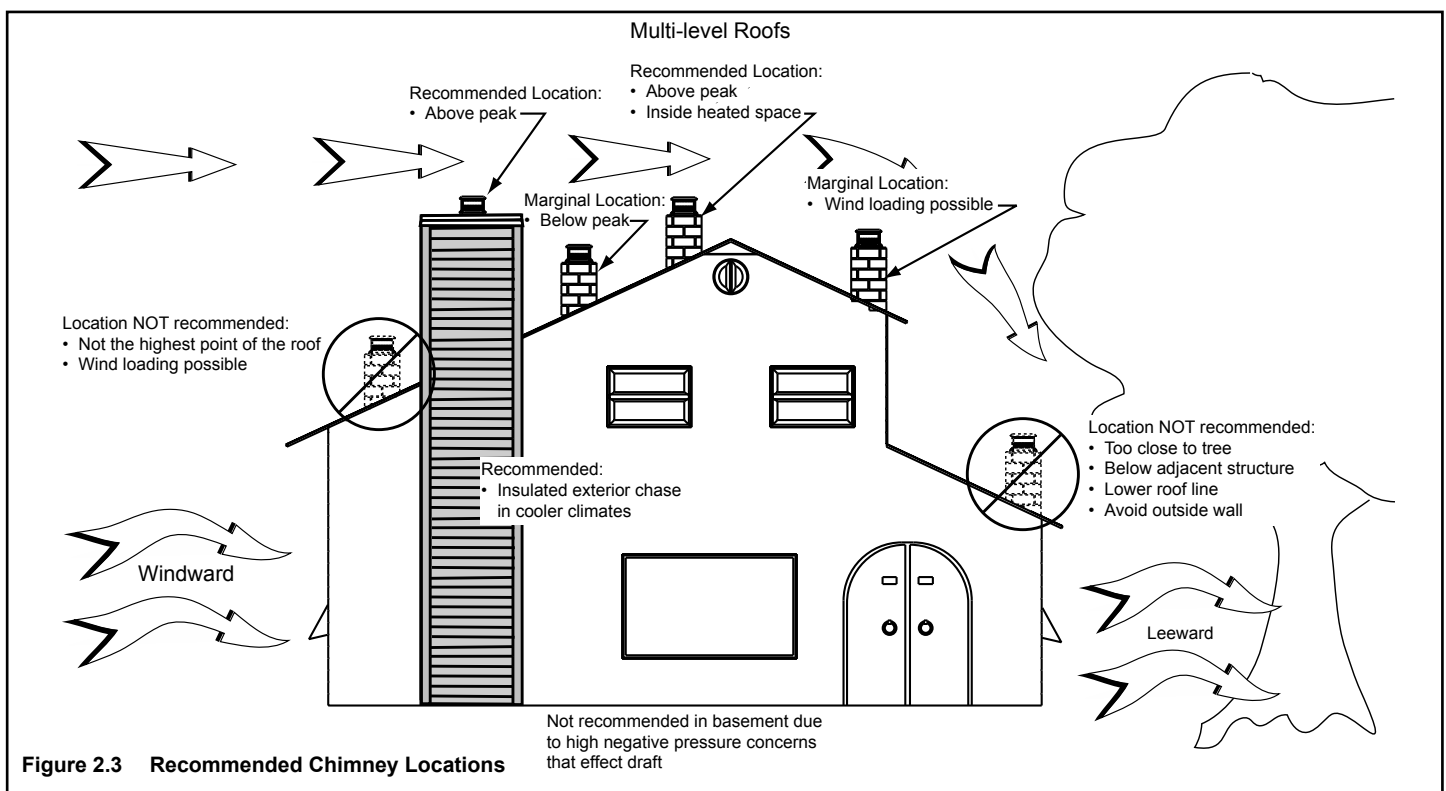 Multi-level Roofs
Recommended Location:
• Above peak
• Inside heated space
Recommended Location:
• Above peak
Marginal Location:
• Below peak
Marginal Location:
• Wind loading possible
Location NOT recommended:
• Not the highest point of the roof
• Wind loading possible
Recommended:
• Insulated exterior chase
in cooler climates
Location NOT recommended:
• Too close to tree
• Below adjacent structure
• Lower roof line
• Avoid outside wall
Windward
Leeward
Not recommended in basement due
to high negative pressure concerns
that effect draft
Figure 2.3 Recommended Chimney Locations